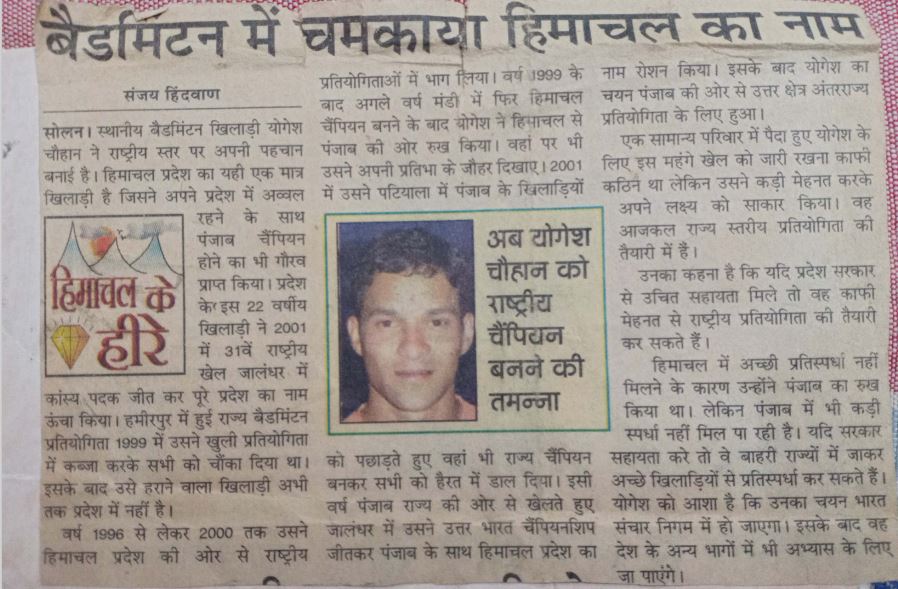 बैडमिंटन में चमकाया हिमाचल का नाम
संजय हिंदवाण
सोलन। स्थानीय बैडमिंटन खिलाड़ी योगेश
चौहान ने राष्ट्रीय स्तर पर अपनी पहचान
बनाई है। हिमाचल प्रदेश का यही एक मात्र
खिलाड़ी है जिसने अपने प्रदेश में अव्वल
रहने के साथ
पंजाब चैंपियन
होने का भी गौरव
प्राप्त किया। प्रदेश
के इस 22 वर्षीय
खिलाड़ी ने 2001
में 31वें राष्ट्रीय
खेल जालंधर में
हिमाचल के
हीरे
कांस्य पदक जीत कर पूरे प्रदेश का नाम
ऊंचा किया। हमीरपुर में हुई राज्य बैडमिंटन
प्रतियोगिता 1999 में उसने खुली प्रतियोगिता
में कब्जा करके सभी को चौंका दिया था।
इसके बाद उसे हराने वाला खिलाड़ी अभी
तक प्रदेश में नहीं है।
वर्ष 1996 से लेकर 2000 तक उसने
हिमाचल प्रदेश की ओर से राष्ट्रीय
प्रतियोगिताओं में भाग लिया। वर्ष 1999 के
बाद अगले वर्ष मंडी में फिर हिमाचल
चैंपियन बनने के बाद योगेश ने हिमाचल से
पंजाब की ओर रुख किया। वहां पर भी
उसने अपनी प्रतिभा के जौहर दिखाए। 2001
में उसने पटियाला में पंजाब के खिलाड़ियों
अब योगेश
चौहान को
राष्ट्रीय
चैंपियन
बनने की
तमन्ना
को पछाड़ते हुए वहां भी राज्य चैंपियन
बनकर सभी को हैरत में डाल दिया। इसी
वर्ष पंजाब राज्य की ओर से खेलते हुए
जालंधर में उसने उत्तर भारत चैंपियनशिप
जीतकर पंजाब के साथ हिमाचल प्रदेश का
नाम रोशन किया। इसके बाद योगेश का
चयन पंजाब की ओर से उत्तर क्षेत्र अंतरराज्य
प्रतियोगिता के लिए हुआ।
एक सामान्य परिवार में पैदा हुए योगेश के
लिए इस महंगे खेल को जारी रखना काफी
कठिन था लेकिन उसने कड़ी मेहनत करके
अपने लक्ष्य को साकार किया। वह
आजकल राज्य स्तरीय प्रतियोगिता की
तैयारी में है।
उनका कहना है कि यदि प्रदेश सरकार
से उचित सहायता मिले तो वह काफी
मेहनत से राष्ट्रीय प्रतियोगिता की तैयारी
कर सकते हैं।
हिमाचल में अच्छी प्रतिस्पर्धा नहीं
मिलने के कारण उन्होंने पंजाब का रुख
किया था। लेकिन पंजाब में भी कड़ी
स्पर्धा नहीं मिल पा रही है। यदि सरकार
सहायता करे तो वे बाहरी राज्यों में जाकर
अच्छे खिलाड़ियों से प्रतिस्पर्धा कर सकते हैं।
योगेश को आशा है कि उनका चयन भारत
संचार निगम में हो जाएगा। इसके बाद वह
देश के अन्य भागों में भी अभ्यास के लिए
जा पाएंगे।